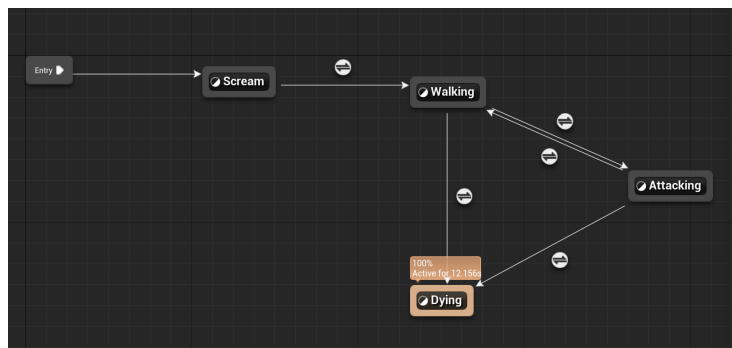 Entry
Scream
Walking
Attacking
100%
Active for 12.156s
Dying